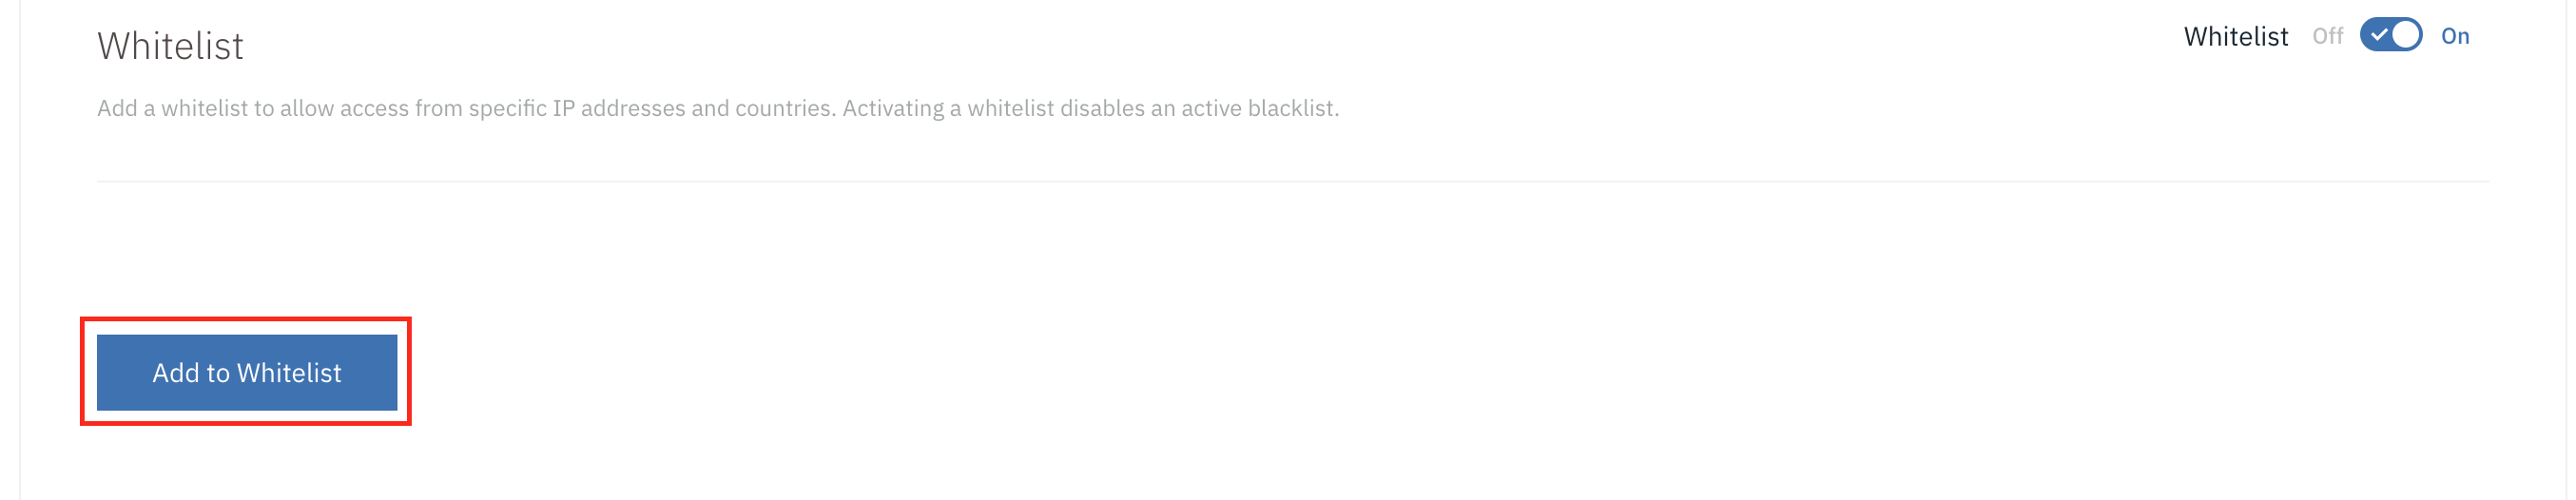 Whitelist
Whitelist Off On
Add a whitelist to allow access from specific IP addresses and countries. Activating a whitelist disables an active blacklist.
Add to Whitelist